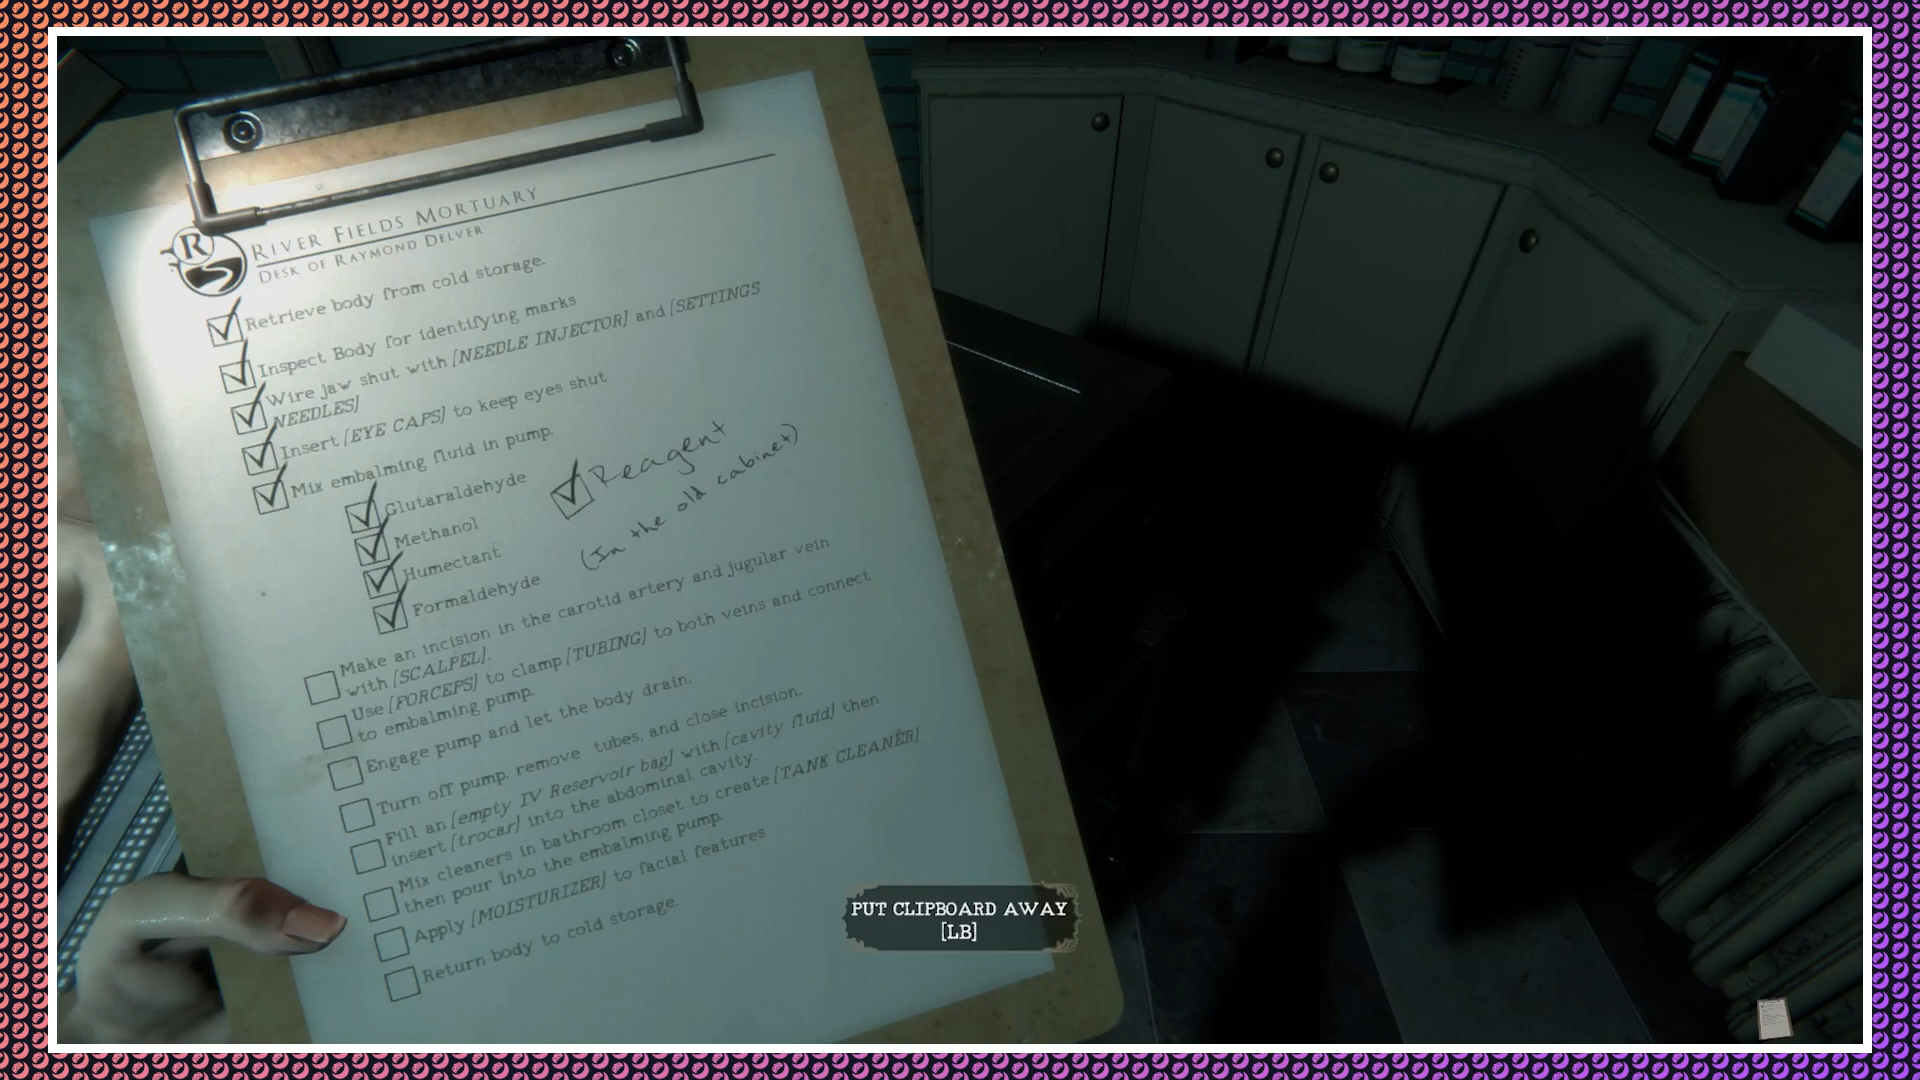 R
RIVER FIELDS MORTUARY
DESK OF RAYMOND DELVER
Retrieve body from cold storage.
Inspect Body for identifying marks
Wire jaw shut with [NEEDLE INJECTOR] and [SETTINGS
NEEDLES]
Insert [EYE CAPS] to keep eyes shut
Mix embalming fluid in pump.
Glutaraldehyde
Methanol
Humectant
Formaldehyde
Reagent
(In the old cabinet)
Make an incision in the carotid artery and jugular vein
with [SCALPEL].
Use [FORCEPS] to clamp [TUBING] to both veins and connect
to embalming pump.
Engage pump and let the body drain.
Turn off pump, remove tubes, and close incision.
Fill an [empty IV Reservoir bag] with [cavity fluid] then
insert [trocar] into the abdominal cavity.
Mix cleaners in bathroom closet to create [TANK CLEANER]
then pour into the embalming pump.
Apply [MOISTURIZER] to facial features
Return body to cold storage.
PUT CLIPBOARD AWAY
[LB]